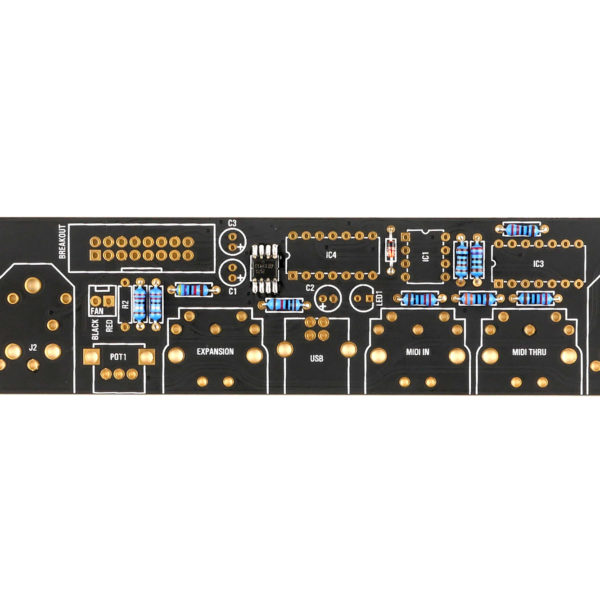 BREAKOUT
C3
C1
IC4
IC1
IC3
C2
LED1
FAN
BLACK
RED
R2
J2
POT1
EXPANSION
USB
MIDI IN
MIDI THRU